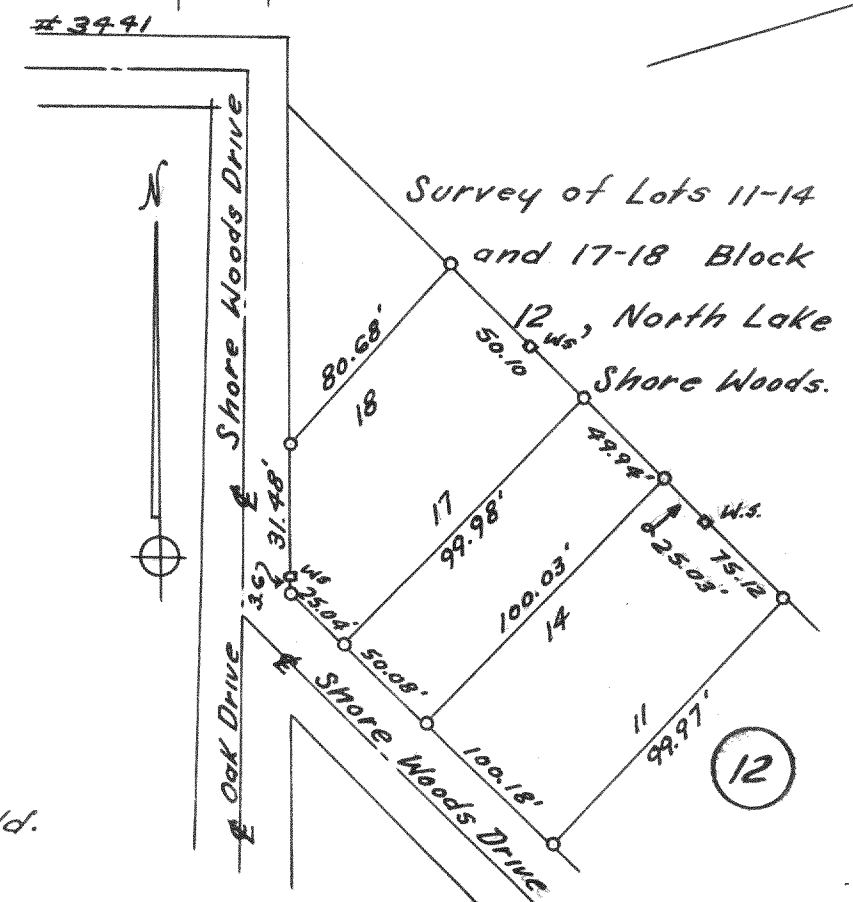 # 3441
N
Shore Woods Drive
Survey of Lots 11-14
and 17-18 Block
12, North Lake
Shore Woods.
80.68'
18
50.10
ws
49.94'
W.S.
25.03'
75.12
17
99.98'
31.48'
3.6
ws
25.04'
100.03'
14
50.08'
℄
℄ Oak Drive ℄
℄ Shore Woods Drive
100.18'
11
99.97'
12